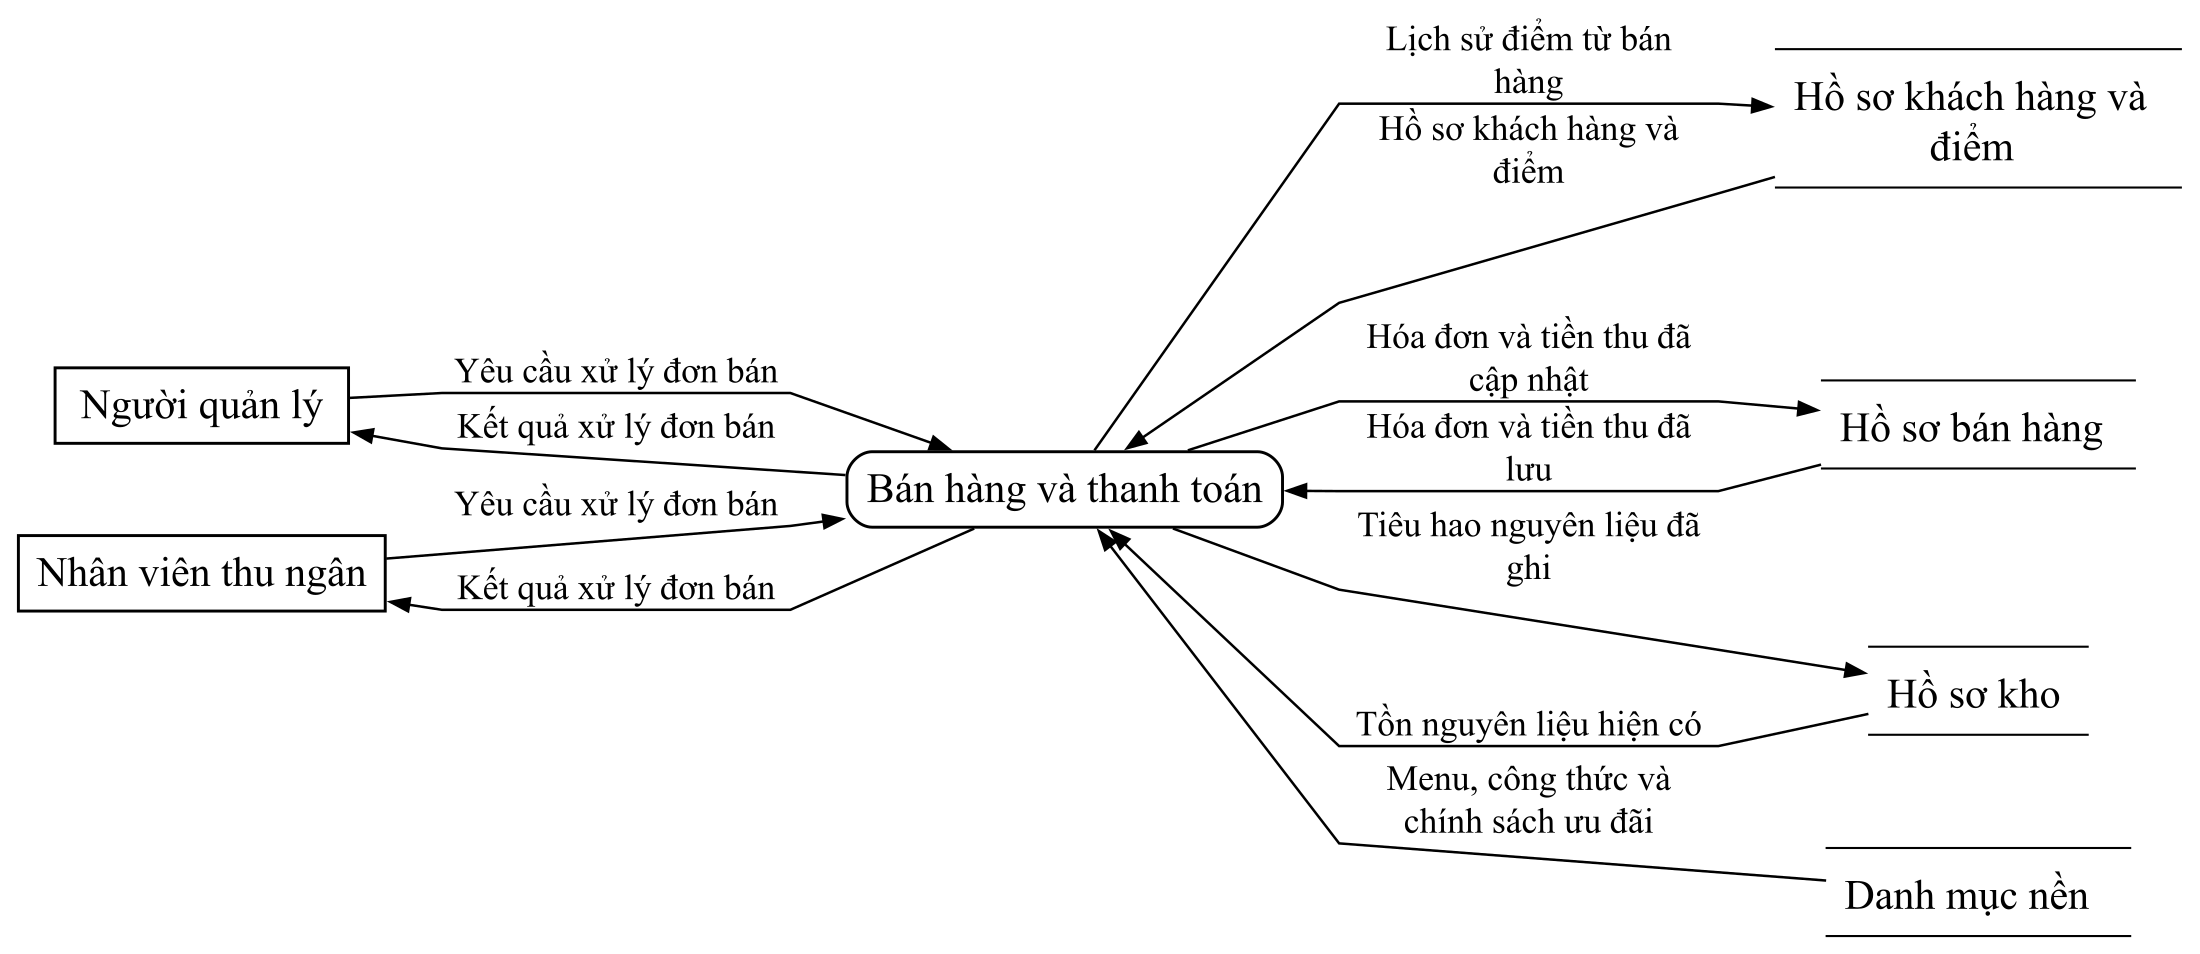 Lịch sử điểm từ bán
hàng
Hồ sơ khách hàng và
điểm
Hồ sơ khách hàng và
điểm
Hóa đơn và tiền thu đã
cập nhật
Hóa đơn và tiền thu đã
lưu
Hồ sơ bán hàng
Người quản lý
Yêu cầu xử lý đơn bán
Kết quả xử lý đơn bán
Bán hàng và thanh toán
Nhân viên thu ngân
Yêu cầu xử lý đơn bán
Kết quả xử lý đơn bán
Tiêu hao nguyên liệu đã
ghi
Hồ sơ kho
Tồn nguyên liệu hiện có
Menu, công thức và
chính sách ưu đãi
Danh mục nền